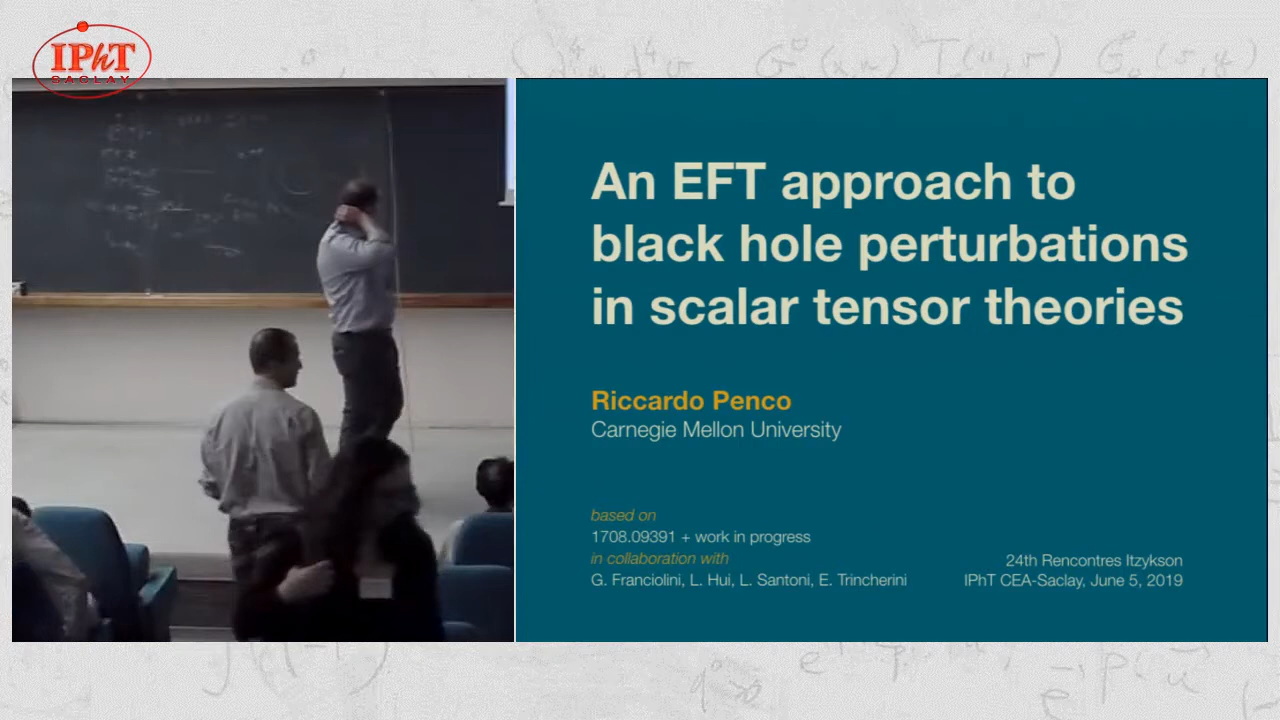 IPhT
SACLAY
An EFT approach to
black hole perturbations
in scalar tensor theories
Riccardo Penco
Carnegie Mellon University
based on
1708.09391 + work in progress
in collaboration with
G. Franciolini, L. Hui, L. Santoni, E. Trincherini
24th Rencontres Itzykson
IPhT CEA-Saclay, June 5, 2019